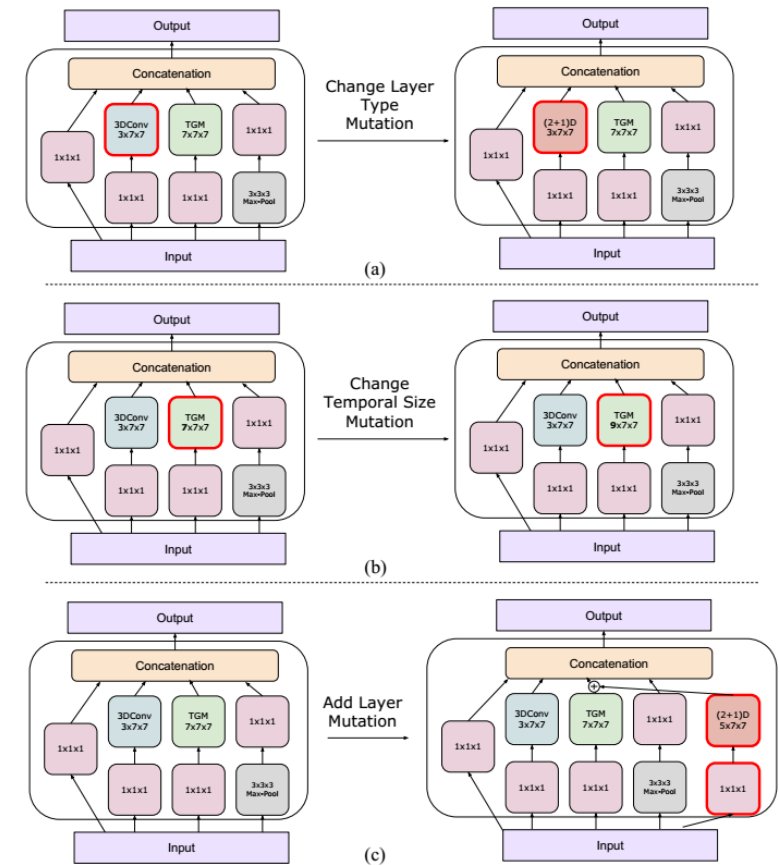 Output
Concatenation
3DConv
3x7x7
TGM
7x7x7
1x1x1
1x1x1
1x1x1
1x1x1
3x3x3
Max-Pool
Input
Change Layer
Type
Mutation
Output
Concatenation
(2+1)D
3x7x7
TGM
7x7x7
1x1x1
1x1x1
1x1x1
1x1x1
3x3x3
Max-Pool
Input
(a)
Output
Concatenation
3DConv
3x7x7
TGM
7x7x7
1x1x1
1x1x1
1x1x1
1x1x1
3x3x3
Max-Pool
Input
Change
Temporal Size
Mutation
Output
Concatenation
3DConv
3x7x7
TGM
9x7x7
1x1x1
1x1x1
1x1x1
1x1x1
3x3x3
Max-Pool
Input
(b)
Output
Concatenation
3DConv
3x7x7
TGM
7x7x7
1x1x1
1x1x1
1x1x1
1x1x1
3x3x3
Max-Pool
Input
Add Layer
Mutation
Output
Concatenation
+
3DConv
3x7x7
TGM
7x7x7
1x1x1
(2+1)D
5x7x7
1x1x1
1x1x1
1x1x1
3x3x3
Max-Pool
1x1x1
Input
(c)